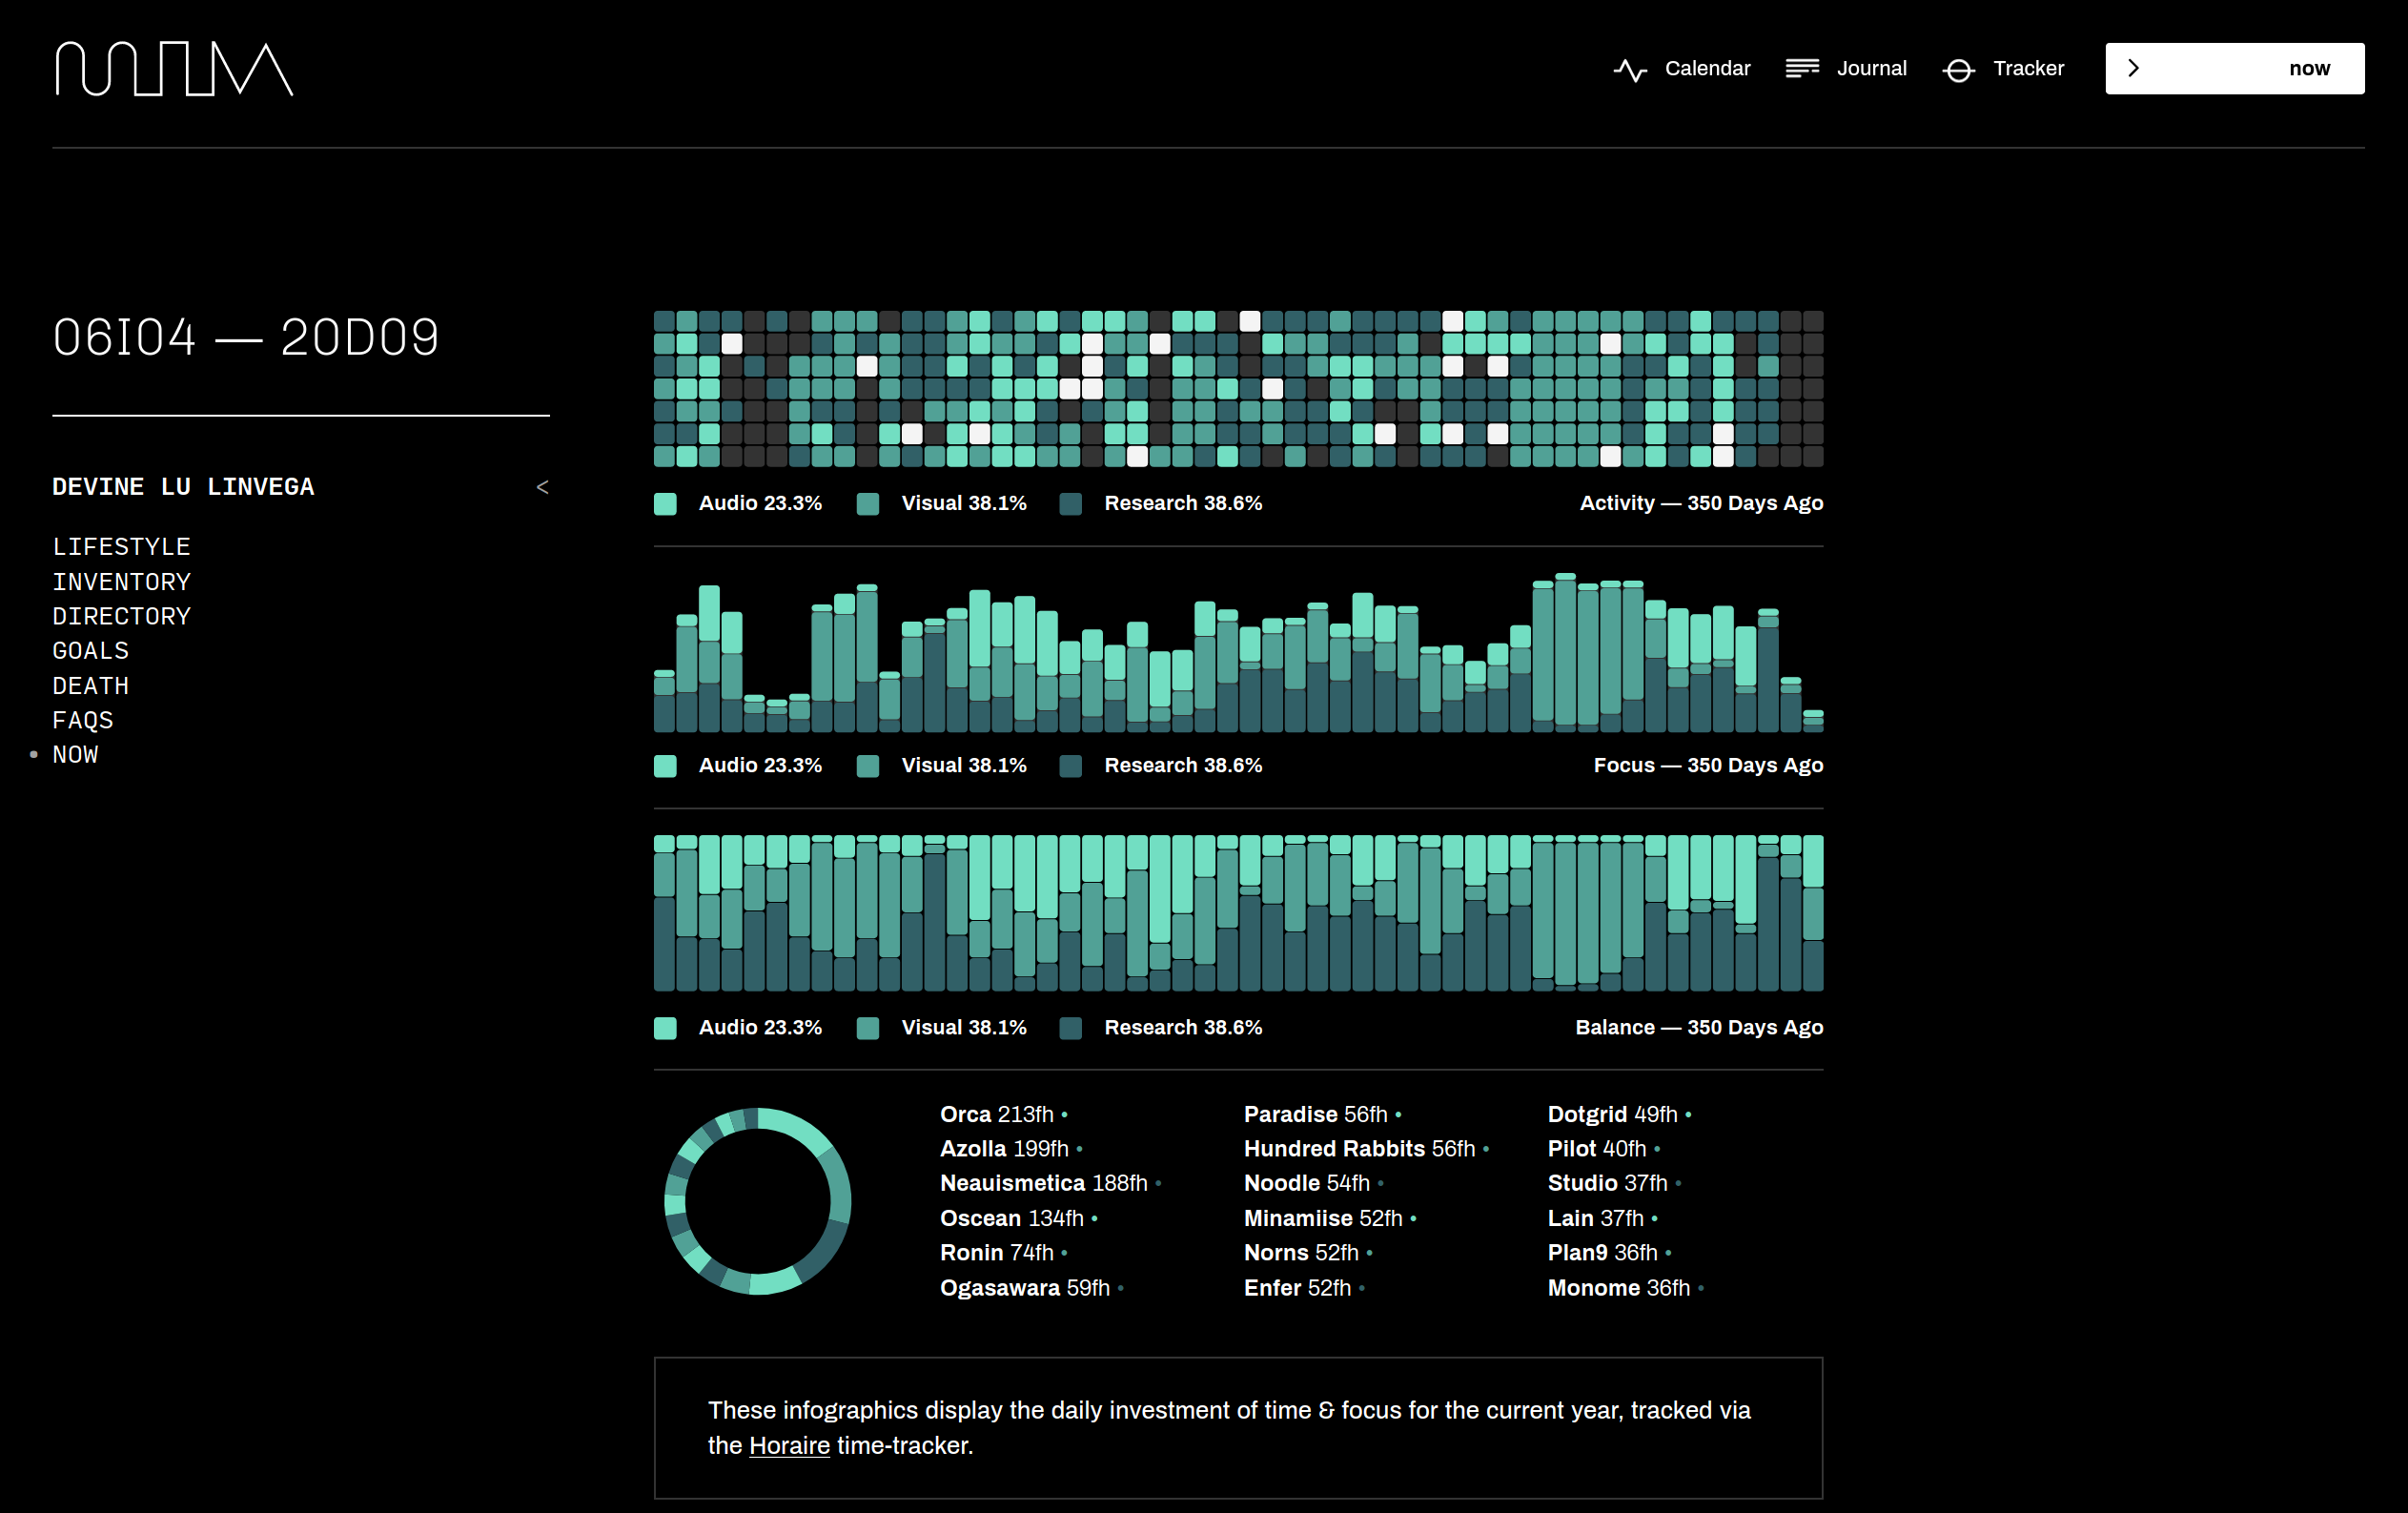 Calendar
Journal
Tracker
now
06I04 — 20D09
DEVINE LU LINVEGA <
LIFESTYLE
INVENTORY
DIRECTORY
GOALS
DEATH
FAQS
NOW
Audio 23.3% Visual 38.1% Research 38.6% Activity — 350 Days Ago
Audio 23.3% Visual 38.1% Research 38.6% Focus — 350 Days Ago
Audio 23.3% Visual 38.1% Research 38.6% Balance — 350 Days Ago
Orca 213fh •
Azolla 199fh •
Neauismetica 188fh •
Oscean 134fh •
Ronin 74fh •
Ogasawara 59fh •
Paradise 56fh •
Hundred Rabbits 56fh •
Noodle 54fh •
Minamiise 52fh •
Norns 52fh •
Enfer 52fh •
Dotgrid 49fh •
Pilot 40fh •
Studio 37fh •
Lain 37fh •
Plan9 36fh •
Monome 36fh •
These infographics display the daily investment of time & focus for the current year, tracked via
the Horaire time-tracker.